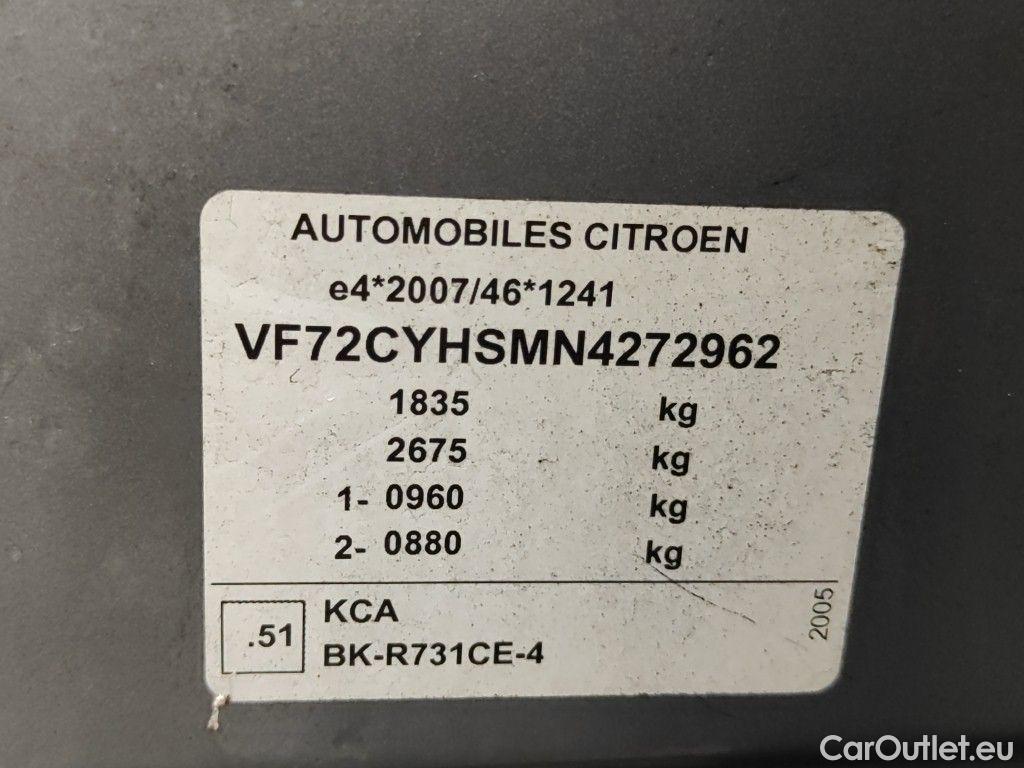 AUTOMOBILES CITROEN
e4*2007/46*1241
VF72CYHSMN4272962
1835 kg
2675 kg
1- 0960 kg
2- 0880 kg
.51
KCA
BK-R731CE-4
2005
CarOutlet.eu